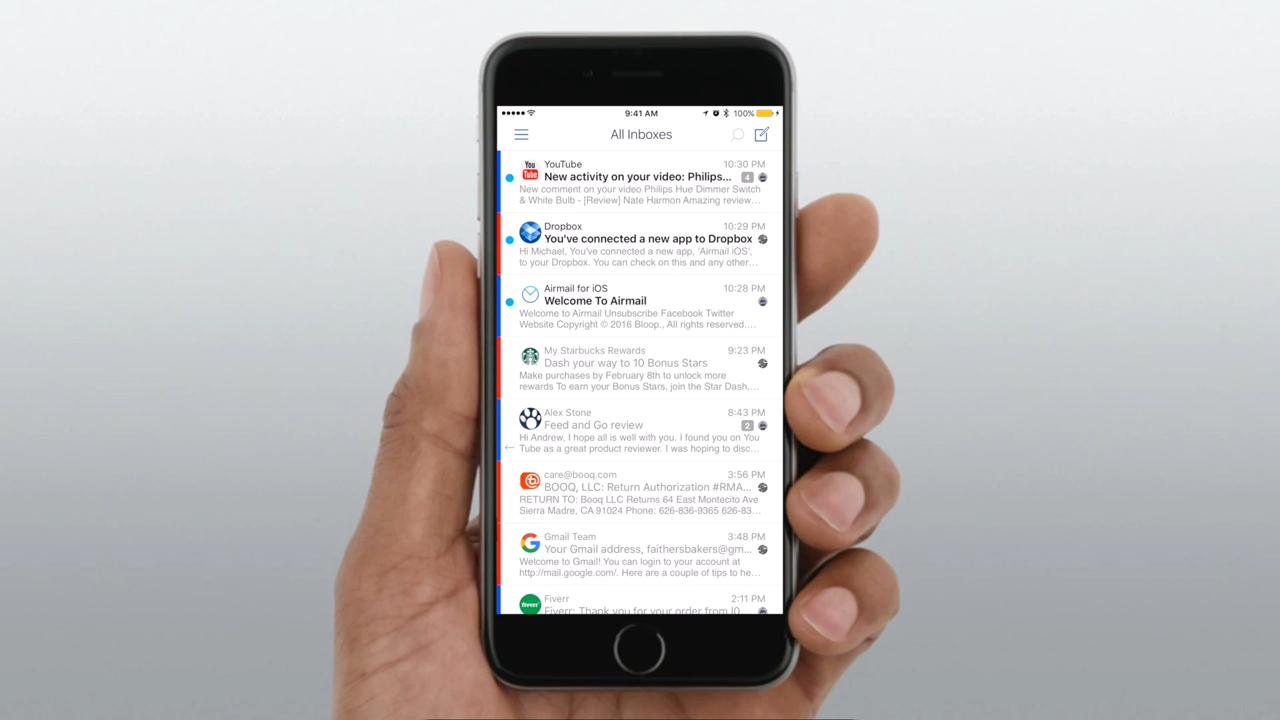 9:41 AM
100%
All Inboxes
You
Tube
YouTube
10:30 PM
New activity on your video: Philips...
4
New comment on your video Philips Hue Dimmer Switch
& White Bulb - [Review] Nate Harmon Amazing review...
Dropbox
10:29 PM
You've connected a new app to Dropbox
Hi Michael, You've connected a new app, 'Airmail iOS',
to your Dropbox. You can check on this and any other...
Airmail for iOS
10:28 PM
Welcome To Airmail
Welcome to Airmail Unsubscribe Facebook Twitter
Website Copyright © 2016 Bloop., All rights reserved....
My Starbucks Rewards
9:23 PM
Dash your way to 10 Bonus Stars
Make purchases by February 8th to unlock more
rewards To earn your Bonus Stars, join the Star Dash,...
Alex Stone
8:43 PM
Feed and Go review
2
Hi Andrew, I hope all is well with you. I found you on You
Tube as a great product reviewer. I was hoping to disc...
care@booq.com
3:56 PM
BOOQ, LLC: Return Authorization #RMA...
RETURN TO: Booq LLC Returns 64 East Montecito Ave
Sierra Madre, CA 91024 Phone: 626-836-9365 626-83...
Gmail Team
3:48 PM
Your Gmail address, faithersbakers@gm...
Welcome to Gmail! You can login to your account at
http://mail.google.com/. Here are a couple of tips to he...
fiverr
Fiverr
2:11 PM
Fiverr: Thank you for your order from